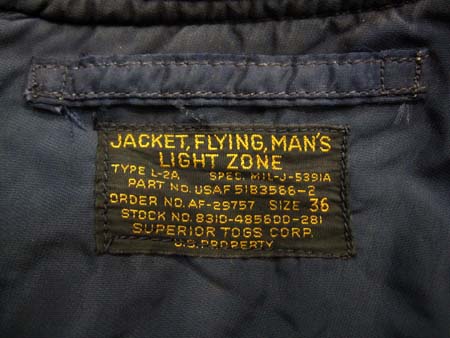 JACKET, FLYING, MAN'S
LIGHT ZONE
TYPE L-2A SPEC. MIL-J-5391A
PART NO. USAF 51B3566-2
ORDER NO. AF-29757 SIZE 36
STOCK NO. 8310-485600-281
SUPERIOR TOGS CORP.
U.S. PROPERTY